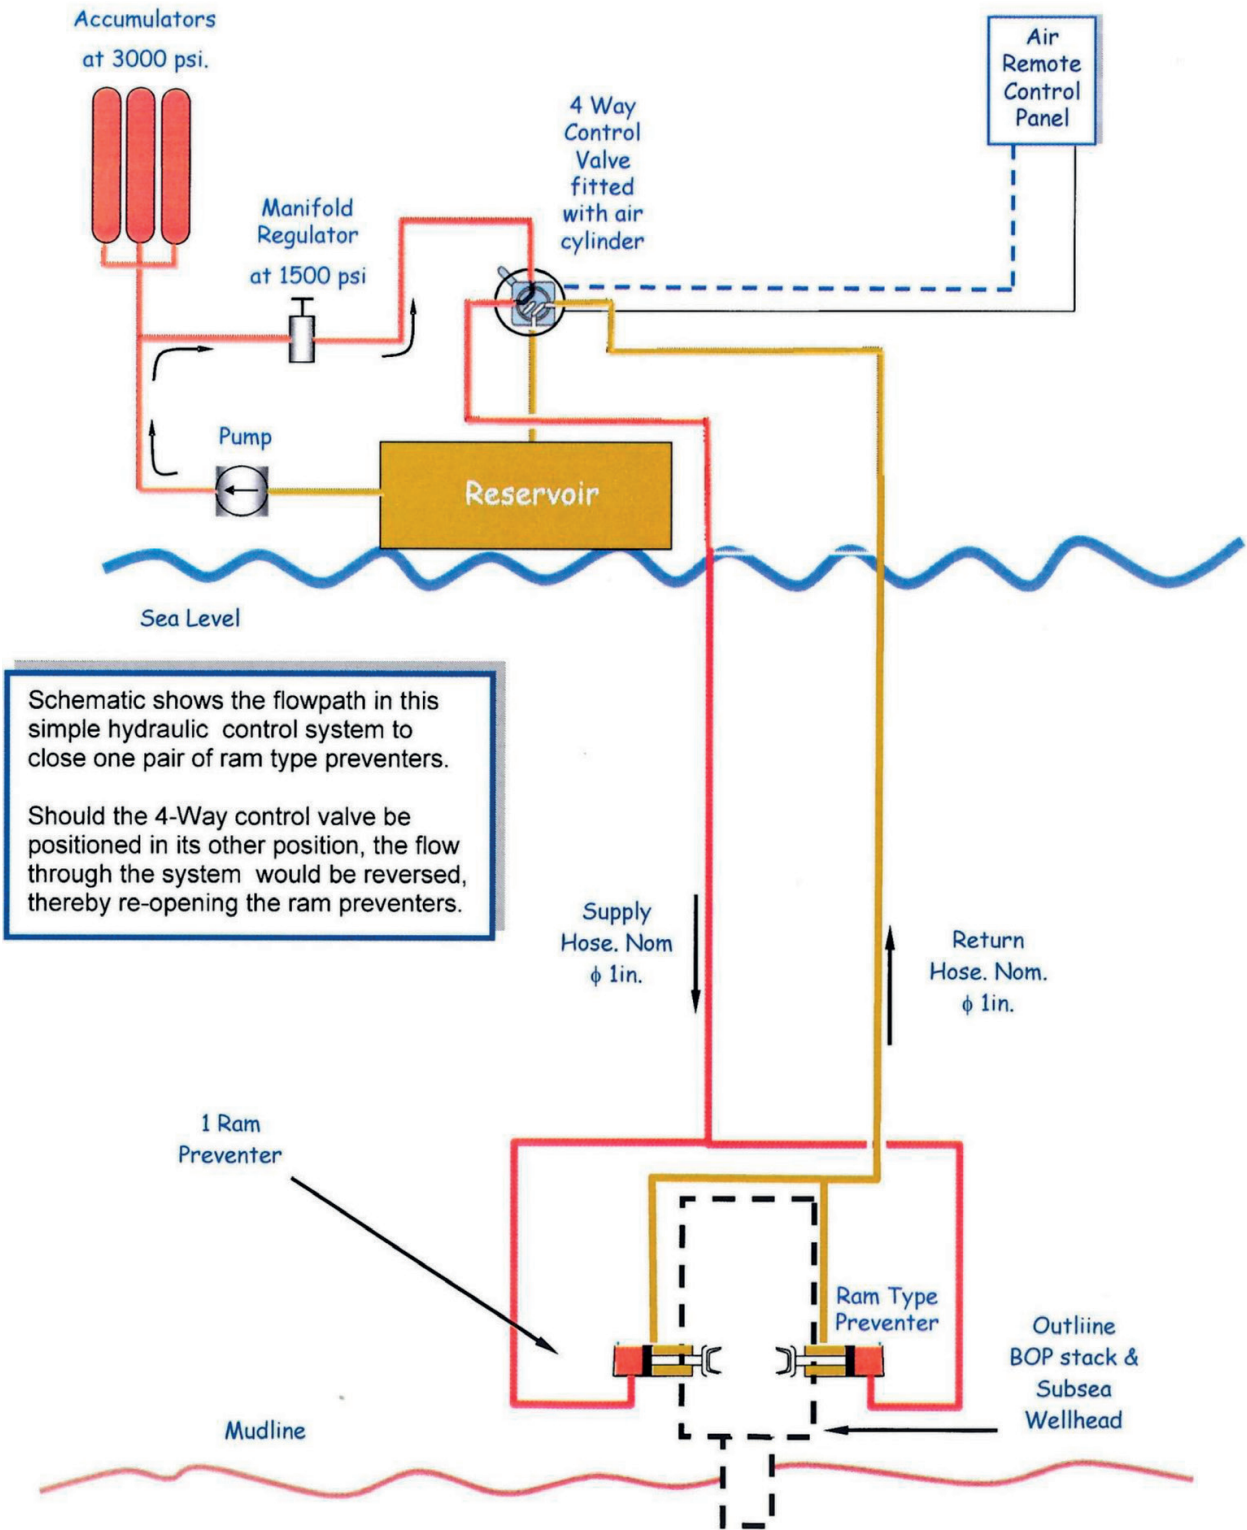 Accumulators
at 3000 psi.
Air
Remote
Control
Panel
4 Way
Control
Valve
fitted
with air
cylinder
Manifold
Regulator
at 1500 psi
Pump
Reservoir
Sea Level
Schematic shows the flowpath in this
simple hydraulic control system to
close one pair of ram type preventers.
Should the 4-Way control valve be
positioned in its other position, the flow
through the system would be reversed,
thereby re-opening the ram preventers.
Supply
Hose. Nom
ϕ 1in.
Return
Hose. Nom.
ϕ 1in.
1 Ram
Preventer
Ram Type
Preventer
Outliine
BOP stack &
Subsea
Wellhead
Mudline